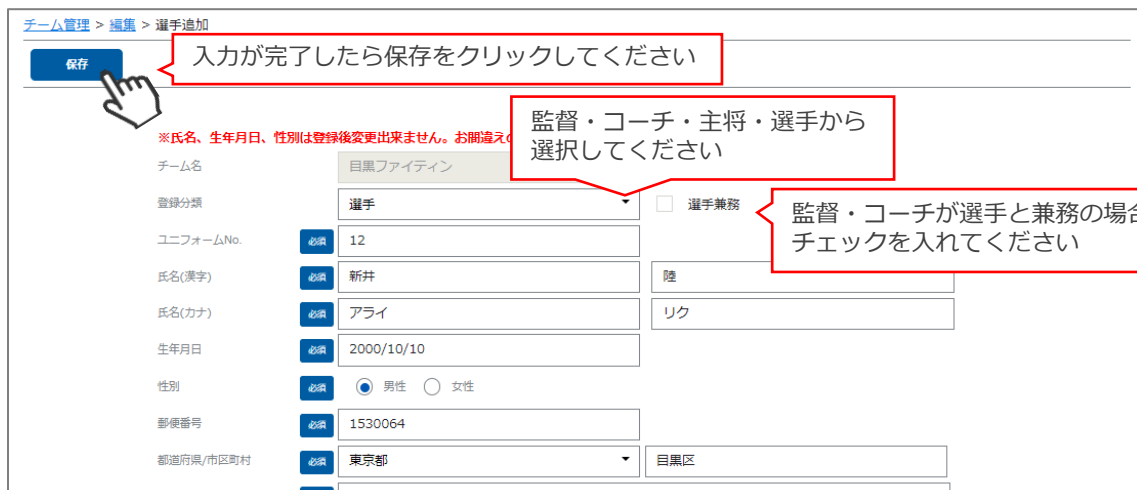 チーム管理 > 編集 > 選手追加
保存
入力が完了したら保存をクリックしてください
※氏名、生年月日、性別は登録後変更出来ません。お間違え
監督・コーチ・主将・選手から
選択してください
チーム名 目黒ファイティン
登録分類 選手 選手兼務
監督・コーチが選手と兼務の場合
チェックを入れてください
ユニフォームNo. 必須 12
氏名(漢字) 必須 新井 陸
氏名(カナ) 必須 アライ リク
生年月日 必須 2000/10/10
性別 必須 男性 女性
郵便番号 必須 1530064
都道府県/市区町村 必須 東京都 目黒区